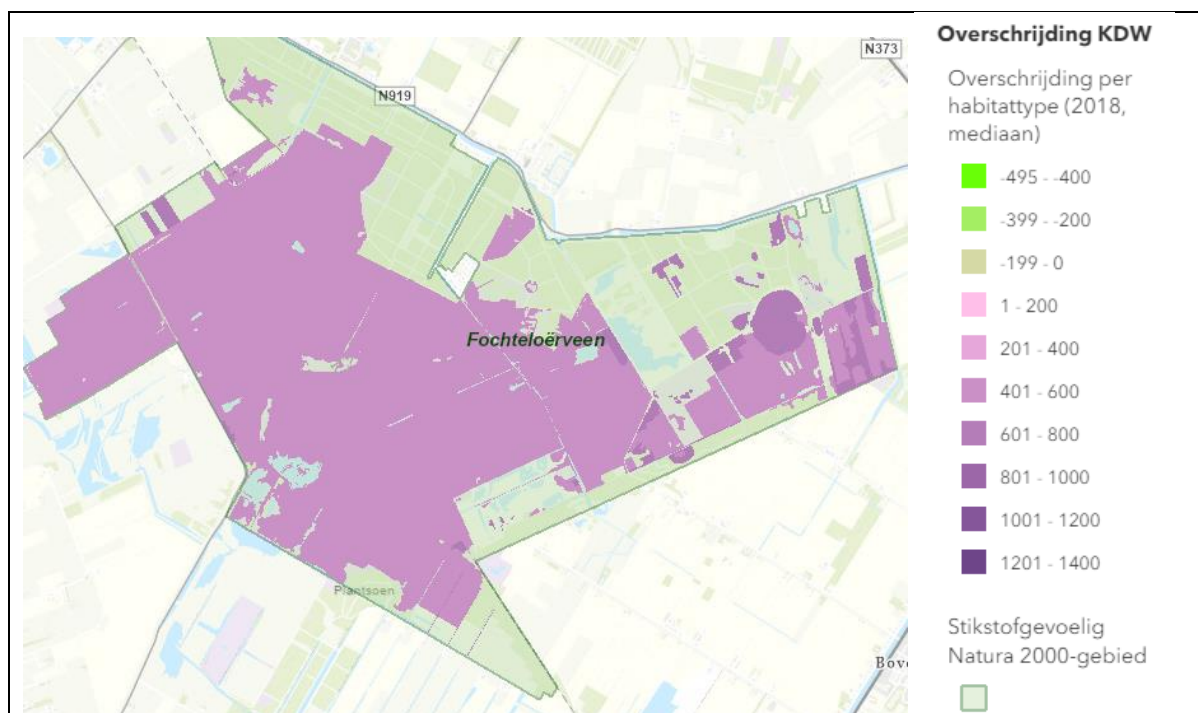 N373
N919
Fochteloërveen
Plantsoen
Bove
Overschrijding KDW
Overschrijding per
habitattype (2018,
mediaan)
-495 - -400
-399 - -200
-199 - 0
1 - 200
201 - 400
401 - 600
601 - 800
801 - 1000
1001 - 1200
1201 - 1400
Stikstofgevoelig
Natura 2000-gebied